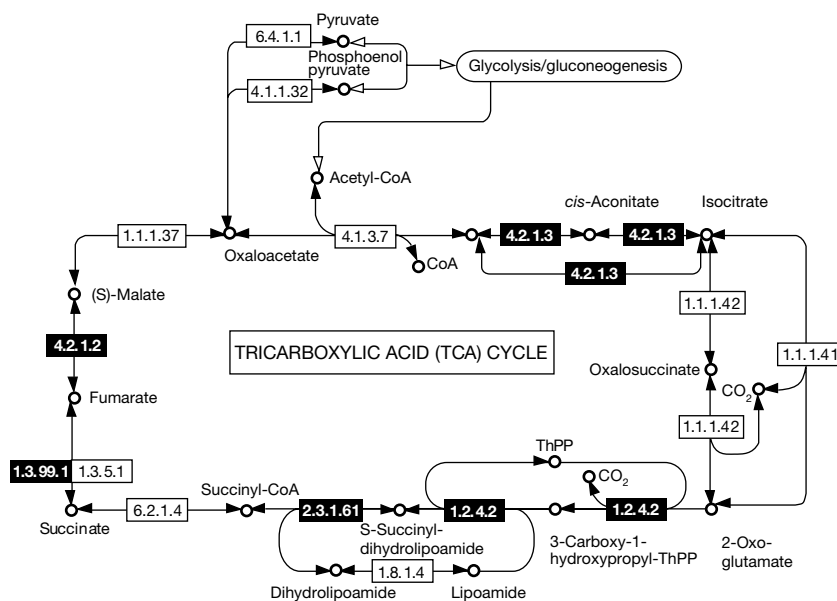 Pyruvate
6.4.1.1
Phosphoenol
pyruvate
Glycolysis/gluconeogenesis
4.1.1.32
Acetyl-CoA
cis-Aconitate
Isocitrate
1.1.1.37
Oxaloacetate
4.1.3.7
4.2.1.3
4.2.1.3
CoA
4.2.1.3
(S)-Malate
1.1.1.42
4.2.1.2
TRICARBOXYLIC ACID (TCA) CYCLE
1.1.1.41
Oxalosuccinate
CO2
Fumarate
1.1.1.42
ThPP
1.3.99.1
1.3.5.1
CO2
Succinyl-CoA
Succinate
6.2.1.4
2.3.1.61
1.2.4.2
1.2.4.2
S-Succinyl-
dihydrolipoamide
3-Carboxy-1-
hydroxypropyl-ThPP
2-Oxo-
glutamate
1.8.1.4
Dihydrolipoamide
Lipoamide